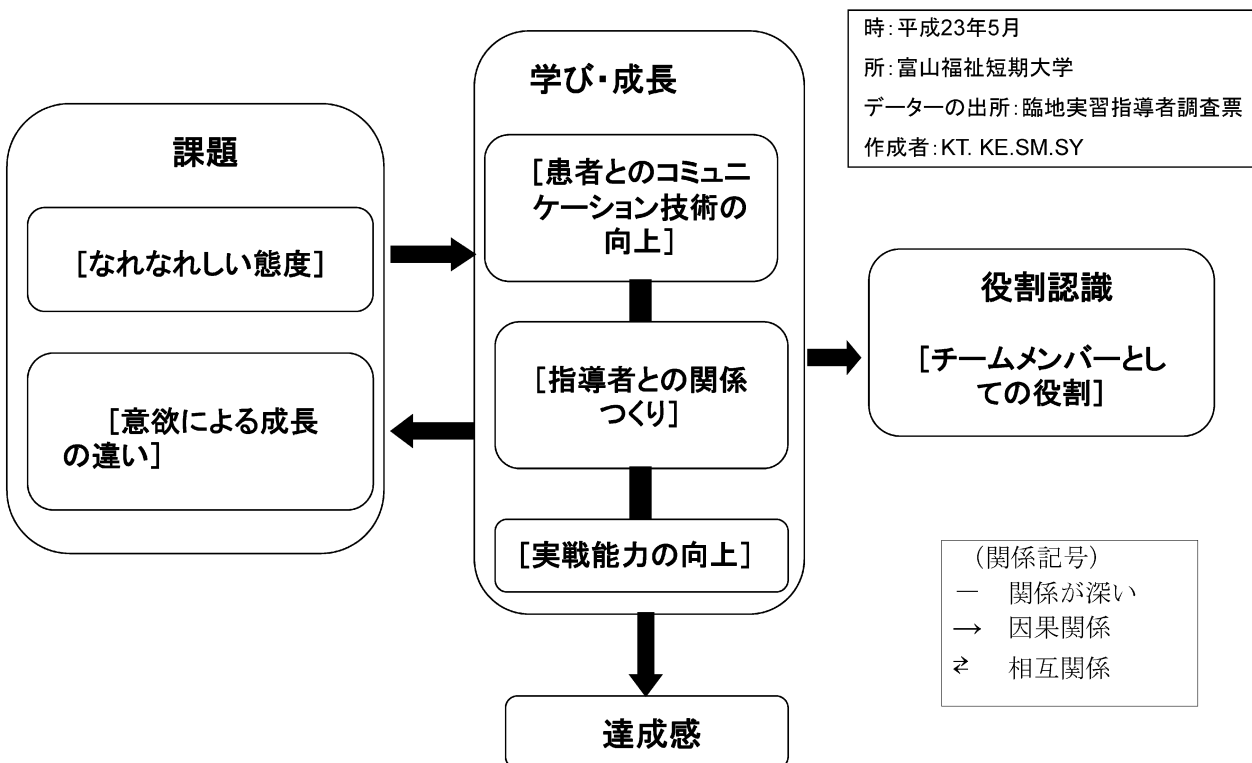 時：平成23年5月
所：富山福祉短期大学
データーの出所：臨地実習指導者調査票
作成者：KT. KE.SM.SY
課題
[なれなれしい態度]
[意欲による成長
の違い]
学び・成長
[患者とのコミュニ
ケーション技術の
向上]
[指導者との関係
つくり]
[実戦能力の向上]
達成感
役割認識
[チームメンバーとし
ての役割]
（関係記号）
－ 関係が深い
→ 因果関係
⇄ 相互関係